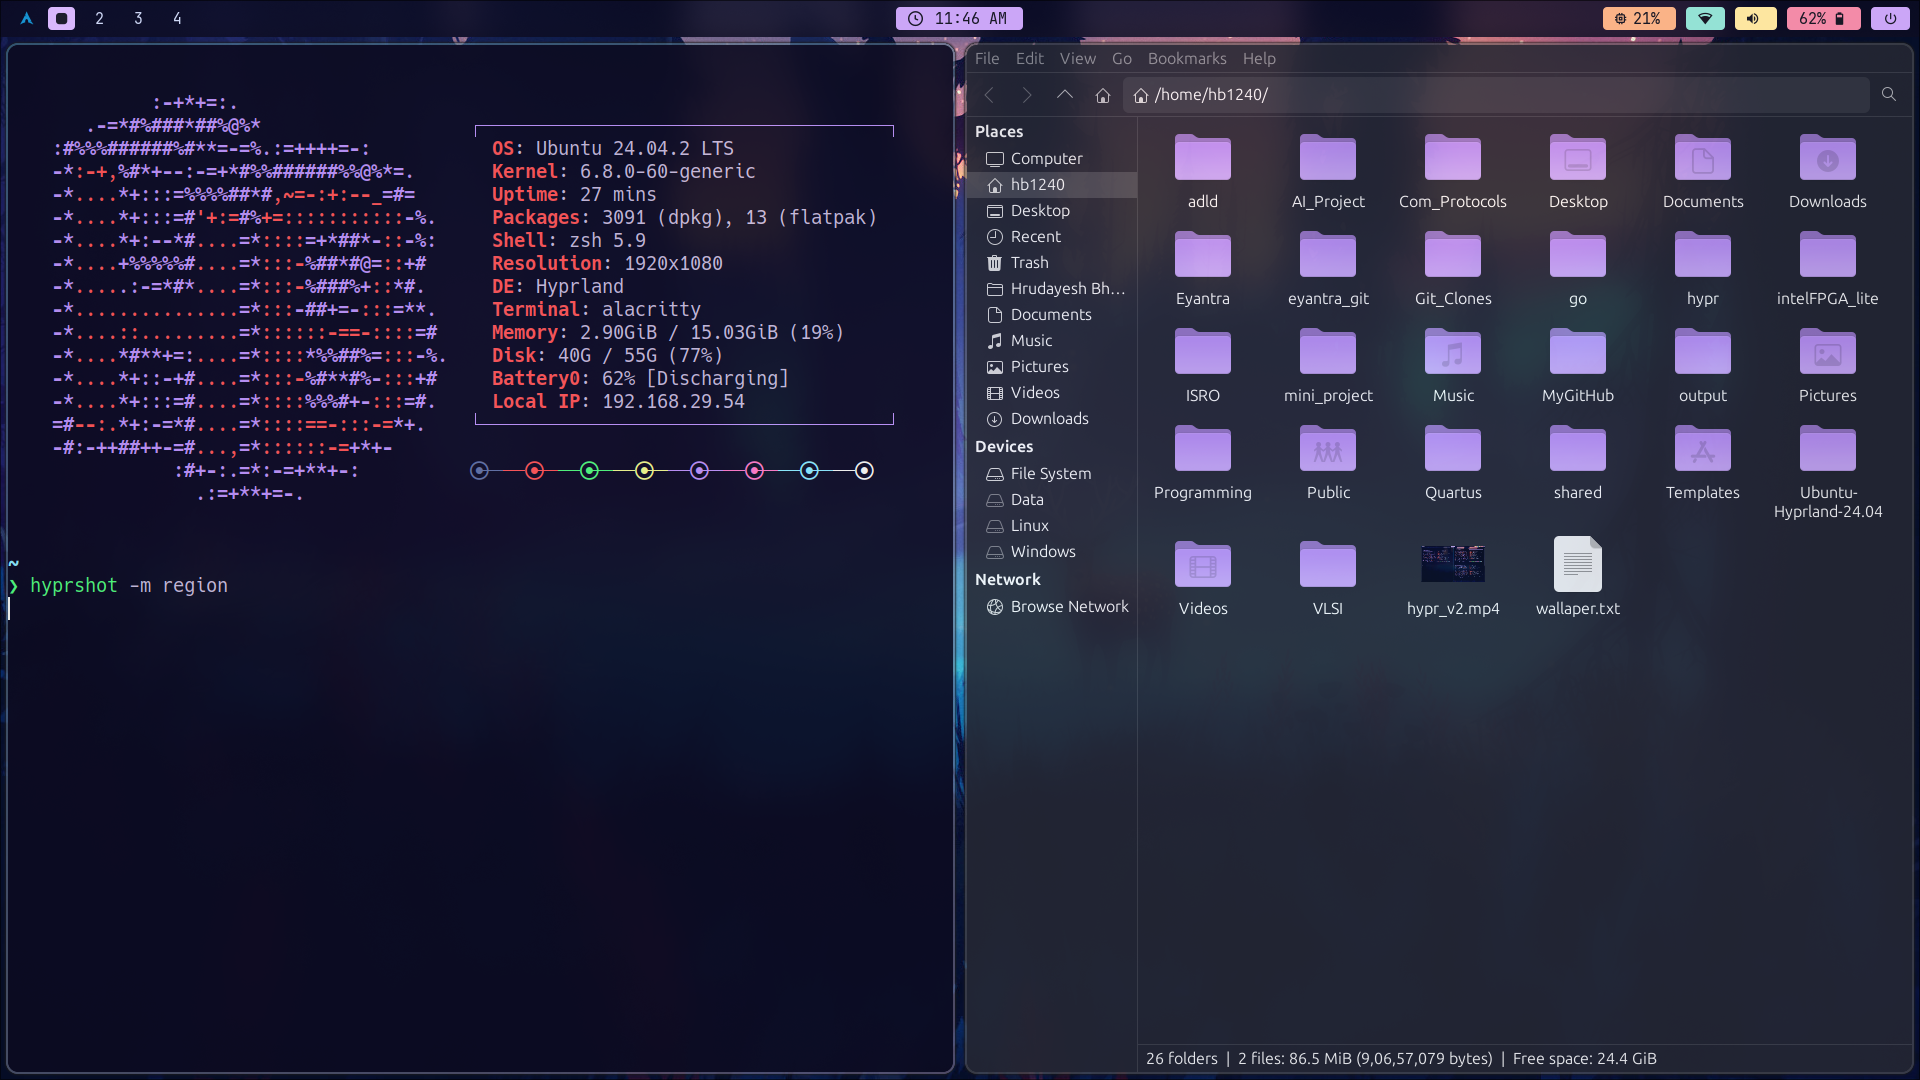 2 3 4
11:46 AM
21%
62%
:-+*+=:.
.-=*#%###*##%@%*
:#%%%######%#**=-=%.:=++++=-:
-*:-+,%#*+--:-=+*#%%######%%@%*=.
-*....*+:::=%%%%##*#,~=-:+:--_=#=
-*....*+:::=#'+:=#%+=:::::::::::-%.
-*....*+:--*#....=*::::=+*##*-::-%:
-*....+%%%%%#....=*:::-%##*#@=::+#
-*.....:-=*#*....=*:::-%###%+::*#.
-*...............=*:::-##+=-:::=**.
-*....::.........=*::::::-==-::::=#
-*....*#**+=:....=*::::*%%##%=:::-%.
-*....*+::-+#....=*:::-%#**#%-:::+#
-*....*+:::=#....=*::::%%%#+-:::=#.
=#--:.*+:-=*#....=*::::==-:::-=*+.
-#:-++##++-=#...,=*::::::-=+*+-
:#+-:.=*:-=+**+-:
.:=+**+=-.
OS: Ubuntu 24.04.2 LTS
Kernel: 6.8.0-60-generic
Uptime: 27 mins
Packages: 3091 (dpkg), 13 (flatpak)
Shell: zsh 5.9
Resolution: 1920x1080
DE: Hyprland
Terminal: alacritty
Memory: 2.90GiB / 15.03GiB (19%)
Disk: 40G / 55G (77%)
Battery0: 62% [Discharging]
Local IP: 192.168.29.54
~
❯ hyprshot -m region
File Edit View Go Bookmarks Help
/home/hb1240/
Places
Computer
hb1240
Desktop
Recent
Trash
Hrudayesh Bh...
Documents
Music
Pictures
Videos
Downloads
Devices
File System
Data
Linux
Windows
Network
Browse Network
adld AI_Project Com_Protocols Desktop Documents Downloads
Eyantra eyantra_git Git_Clones go hypr intelFPGA_lite
ISRO mini_project Music MyGitHub output Pictures
Programming Public Quartus shared Templates Ubuntu-
Hyprland-24.04
Videos VLSI hypr_v2.mp4 wallaper.txt
26 folders | 2 files: 86.5 MiB (9,06,57,079 bytes) | Free space: 24.4 GiB